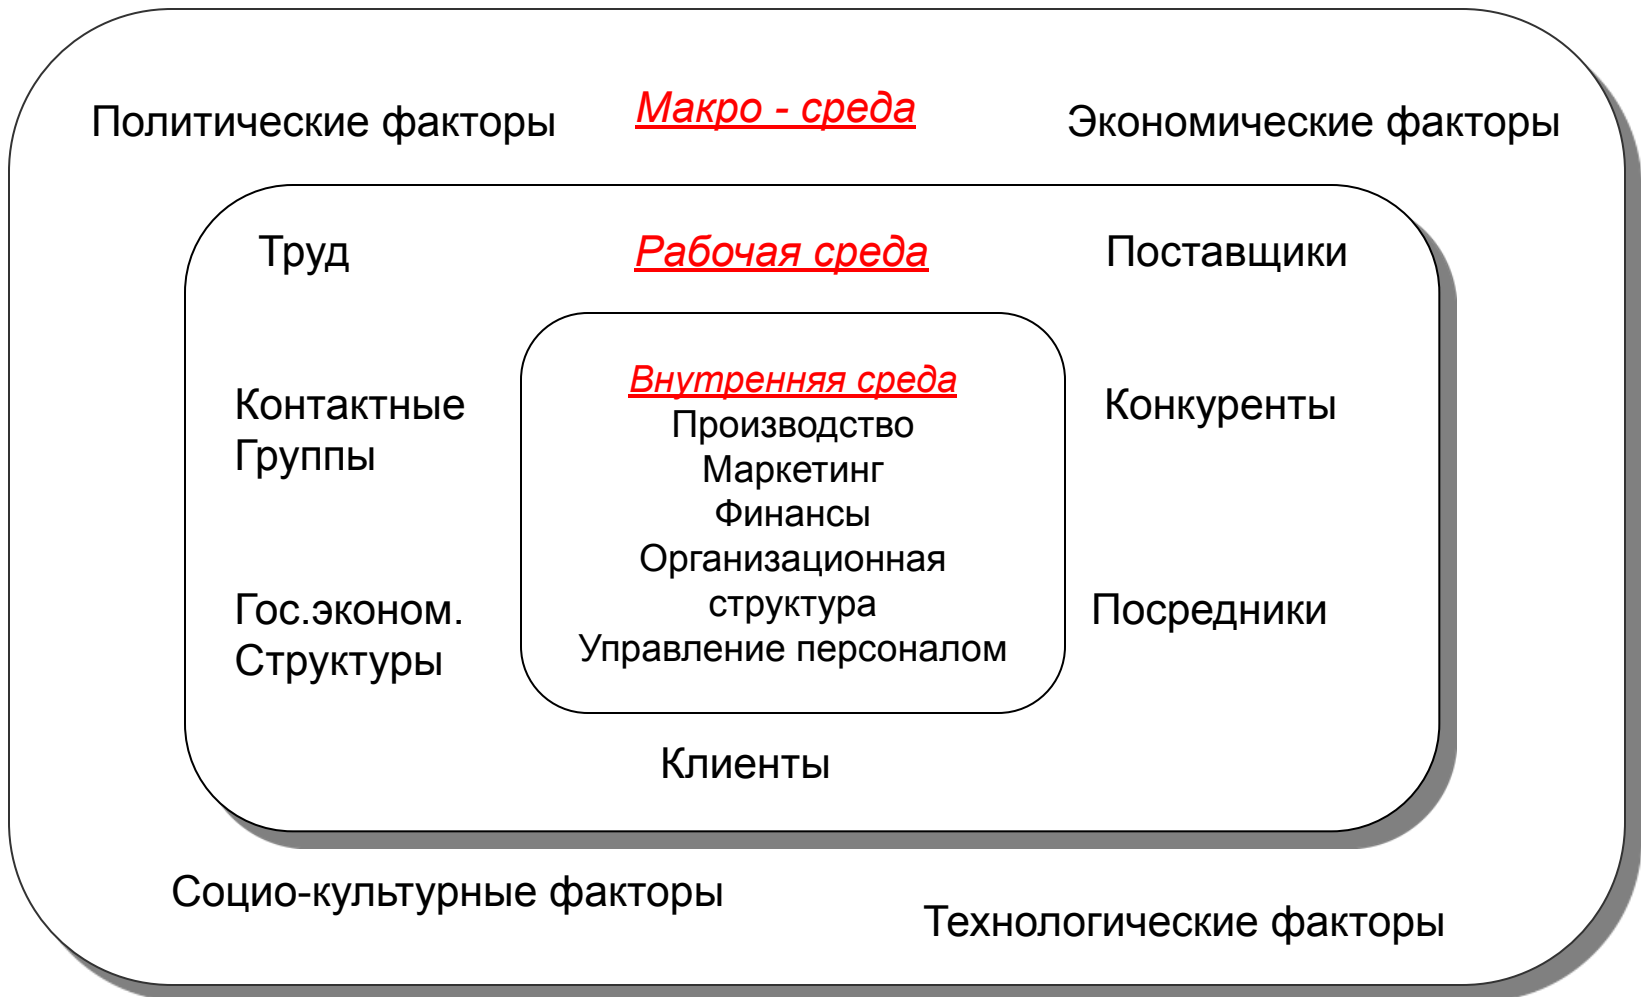 Политические факторы
Макро - среда
Экономические факторы
Труд
Рабочая среда
Поставщики
Контактные
Группы
Внутренняя среда
Производство
Маркетинг
Финансы
Организационная
структура
Управление персоналом
Конкуренты
Гос.эконом.
Структуры
Посредники
Клиенты
Социо-культурные факторы
Технологические факторы